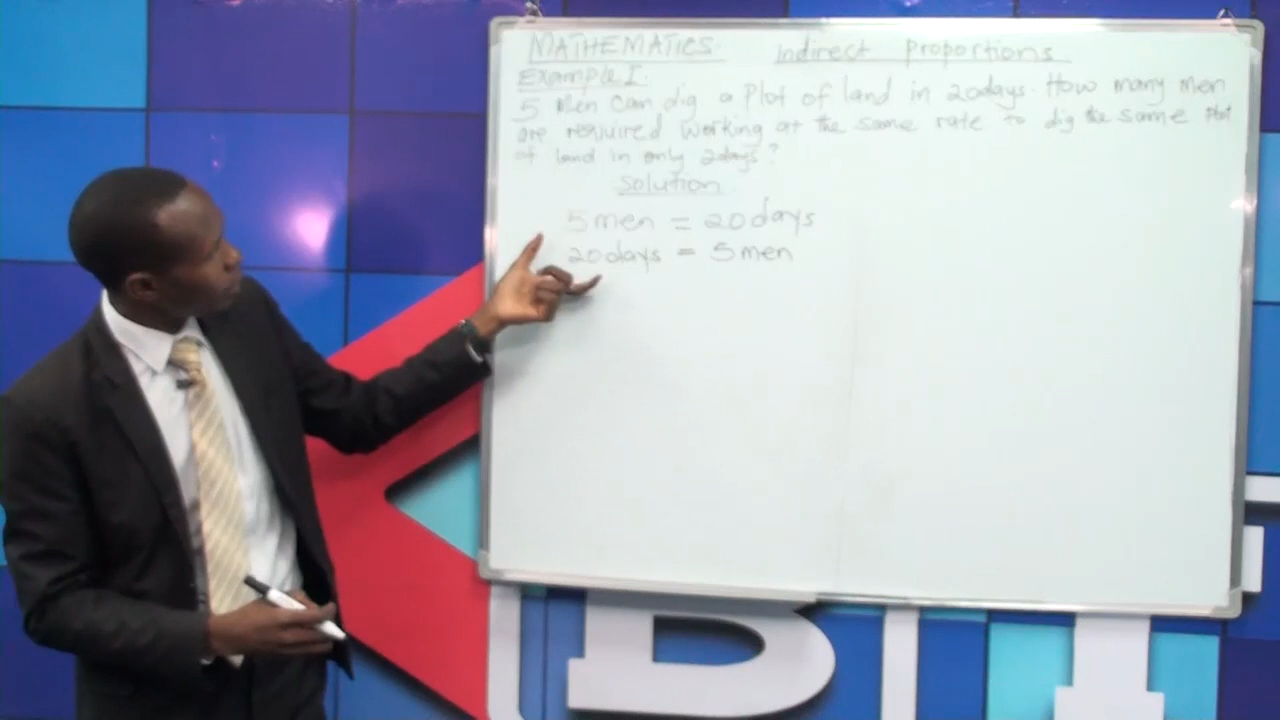 MATHEMATICS. Indirect proportions
Example I.
5 Men can dig a plot of land in 20days. How many men
are required working at the same rate to dig the same plot
of land in only 2days?
Solution
5men = 20days
20days = 5men